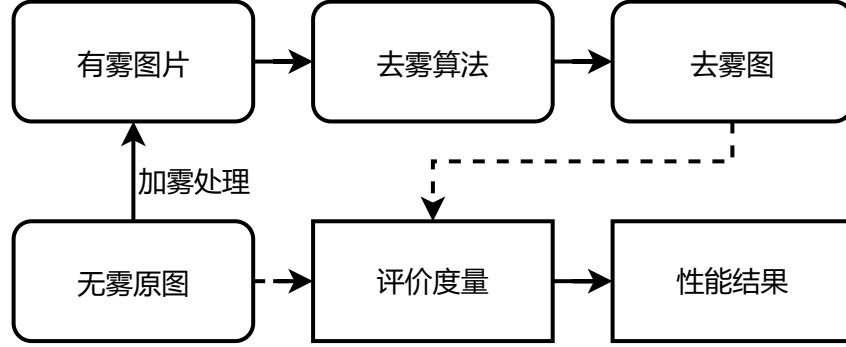 有雾图片
去雾算法
去雾图
加雾处理
无雾原图
评价度量
性能结果